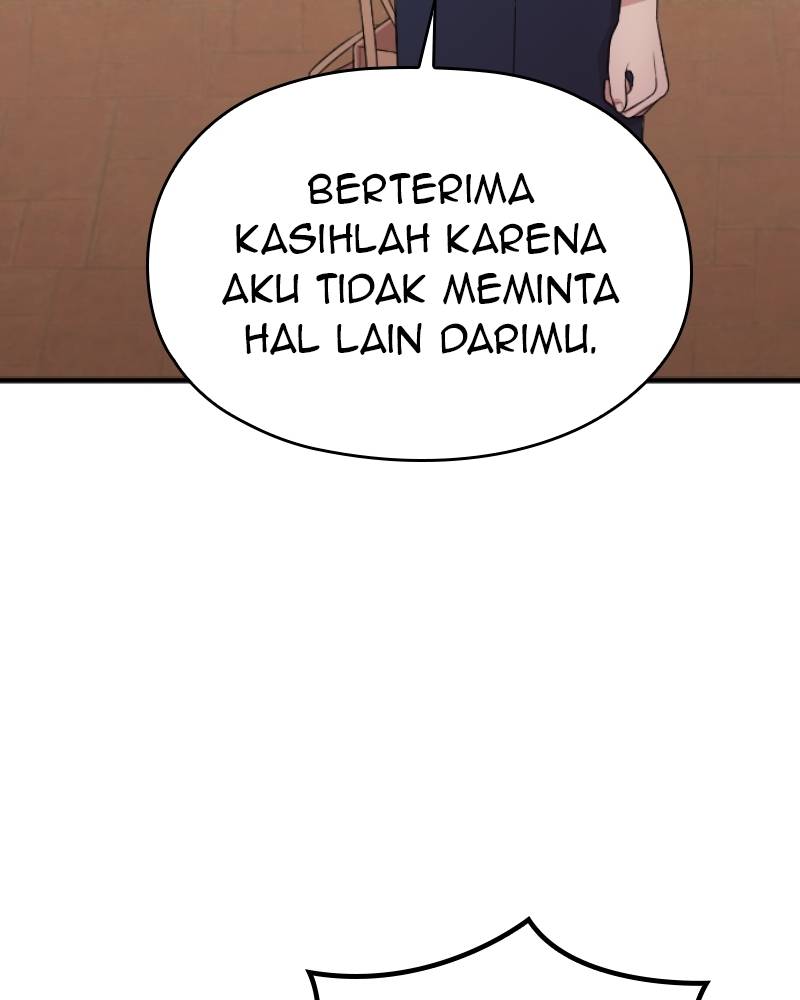 BERTERIMA
KASIHLAH KARENA
AKU TIDAK MEMINTA
HAL LAIN DARIMU.